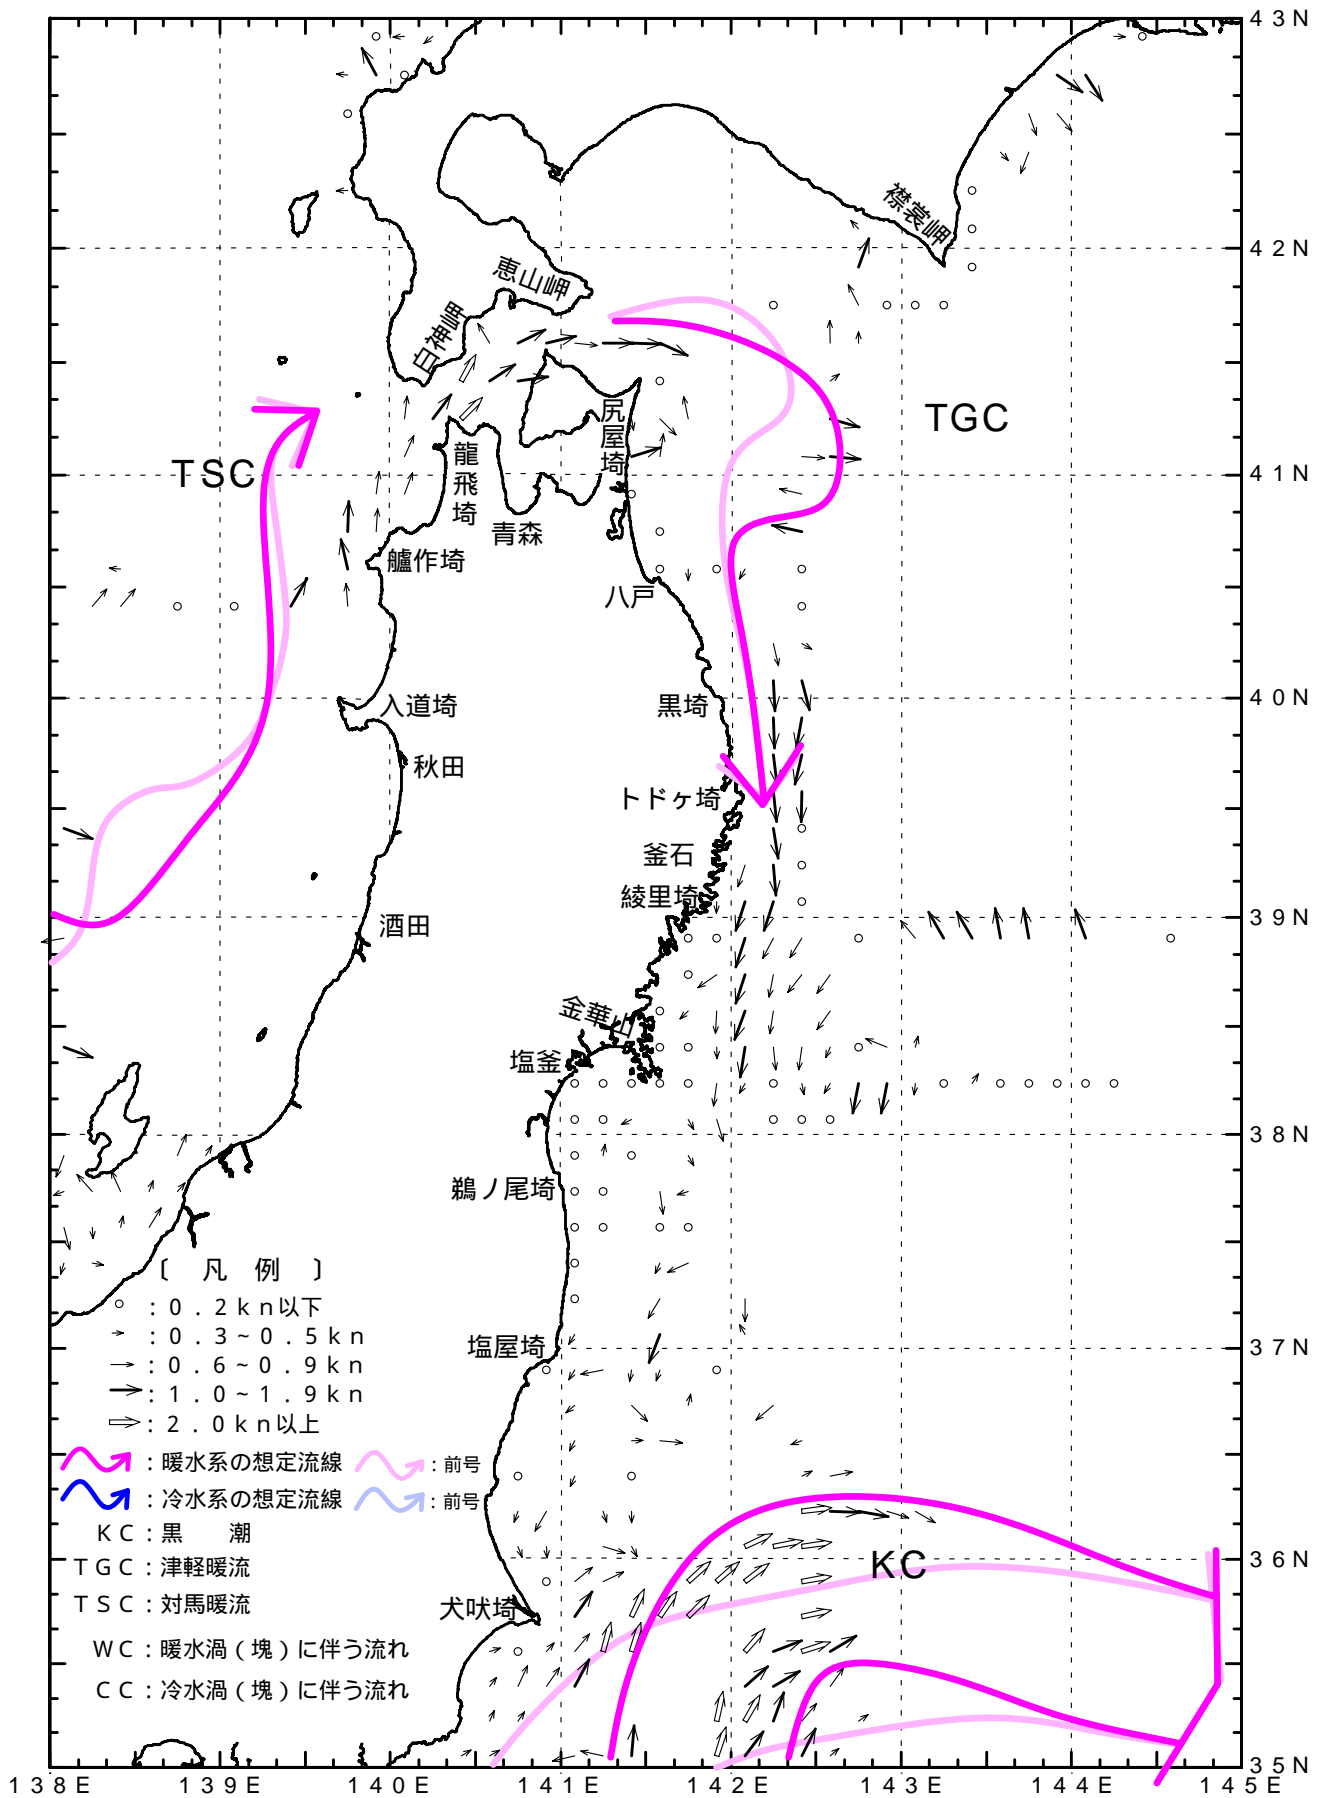 43N
襟裳岬
42N
恵山岬
白神岬
TGC
TSC
尻屋埼
41N
龍飛埼
青森
艫作埼
八戸
入道埼
黒埼
40N
秋田
トドヶ埼
釜石
綾里埼
39N
酒田
金華山
塩釜
38N
鵜ノ尾埼
〔 凡 例 〕
:0.2kn以下
:0.3~0.5kn
塩屋埼
37N
:0.6~0.9kn
:1.0~1.9kn
:2.0kn以上
:暖水系の想定流線 :前号
:冷水系の想定流線 :前号
KC:黒 潮
KC
36N
TGC:津軽暖流
TSC:対馬暖流
犬吠埼
WC:暖水渦(塊)に伴う流れ
CC:冷水渦(塊)に伴う流れ
35N
138E 139E 140E 141E 142E 143E 144E 145E